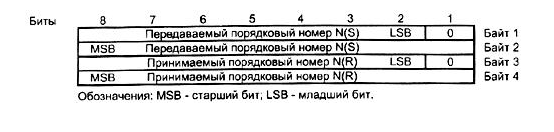 Биты 8 7 6 5 4 3 2 1
Передаваемый порядковый номер N(S) LSB 0 Байт 1
MSB Передаваемый порядковый номер N(S) Байт 2
Принимаемый порядковый номер N(R) LSB 0 Байт 3
MSB Принимаемый порядковый номер N(R) Байт 4
Обозначения: MSB - старший бит; LSB - младший бит.